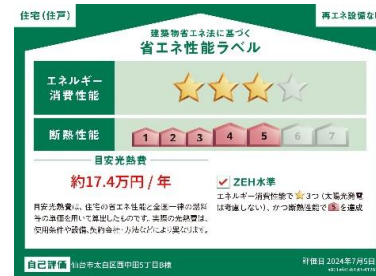 住宅(住戸)
再エネ設備な
建築物省エネ法に基づく
省エネ性能ラベル
エネルギー
消費性能
断熱性能
1 2 3 4 5 6 7
目安光熱費
約17.4万円 / 年
目安光熱費は、住宅の省エネ性能と全国一律の燃料
等の単価を用いて算出したものです。実際の光熱費は、
使用条件や設備、契約会社・方法などにより異なります。
ZEH水準
エネルギー消費性能で★3つ (太陽光発電
は考慮しない)、かつ断熱性能で 5 を達成
自己評価
仙台市太白区西中田5丁目B棟
評価日 2024年7月5日